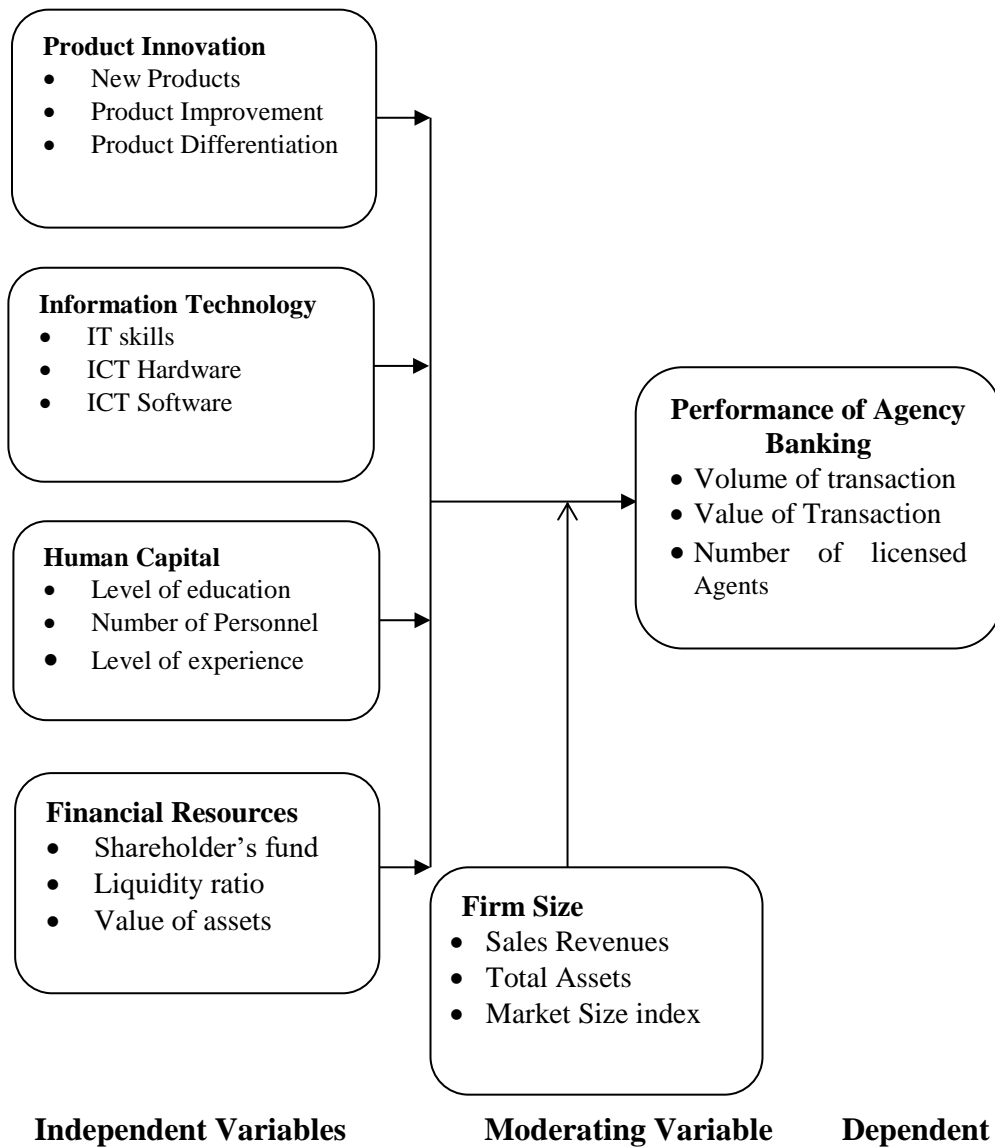 Product Innovation
• New Products
• Product Improvement
• Product Differentiation
Information Technology
• IT skills
• ICT Hardware
• ICT Software
Human Capital
• Level of education
• Number of Personnel
• Level of experience
Financial Resources
• Shareholder’s fund
• Liquidity ratio
• Value of assets
Firm Size
• Sales Revenues
• Total Assets
• Market Size index
Performance of Agency
Banking
• Volume of transaction
• Value of Transaction
• Number of licensed
Agents
Independent Variables Moderating Variable Dependent